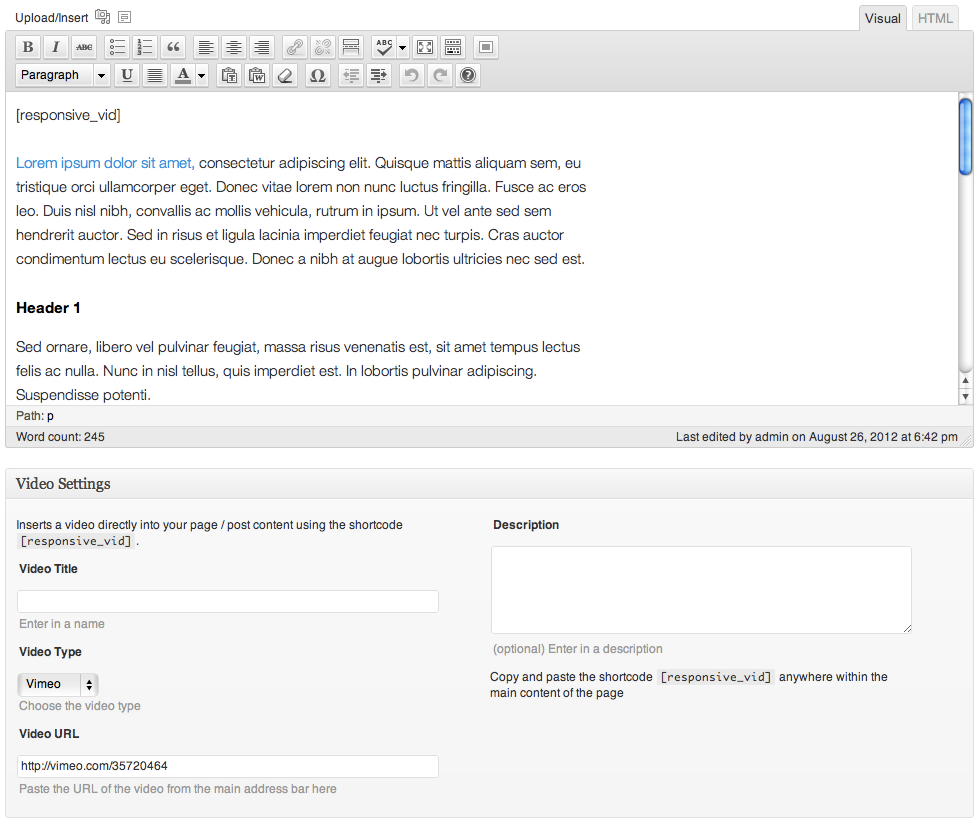 Upload/Insert
Visual
HTML
B I ABC ABC
Paragraph U A T W Ω ?
[responsive_vid]
Lorem ipsum dolor sit amet, consectetur adipiscing elit. Quisque mattis aliquam sem, eu
tristique orci ullamcorper eget. Donec vitae lorem non nunc luctus fringilla. Fusce ac eros
leo. Duis nisl nibh, convallis ac mollis vehicula, rutrum in ipsum. Ut vel ante sed sem
hendrerit auctor. Sed in risus et ligula lacinia imperdiet feugiat nec turpis. Cras auctor
condimentum lectus eu scelerisque. Donec a nibh at augue lobortis ultricies nec sed est.
Header 1
Sed ornare, libero vel pulvinar feugiat, massa risus venenatis est, sit amet tempus lectus
felis ac nulla. Nunc in nisl tellus, quis imperdiet est. In lobortis pulvinar adipiscing.
Suspendisse potenti.
Path: p
Word count: 245
Last edited by admin on August 26, 2012 at 6:42 pm
Video Settings
Inserts a video directly into your page / post content using the shortcode
[responsive_vid] .
Video Title
Enter in a name
Video Type
Vimeo
Choose the video type
Video URL
http://vimeo.com/35720464
Paste the URL of the video from the main address bar here
Description
(optional) Enter in a description
Copy and paste the shortcode [responsive_vid] anywhere within the
main content of the page